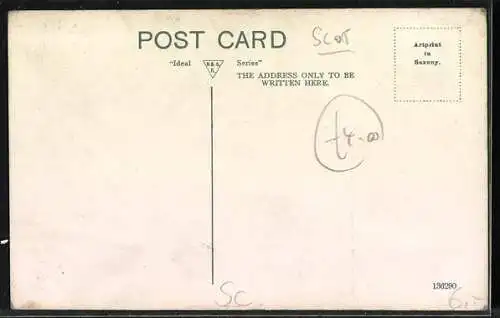 POST CARD
SCOT
Artprint
in
Saxony.
"Ideal Series"
THE ADDRESS ONLY TO BE
WRITTEN HERE.
£4-00
SC.
136290
6,-